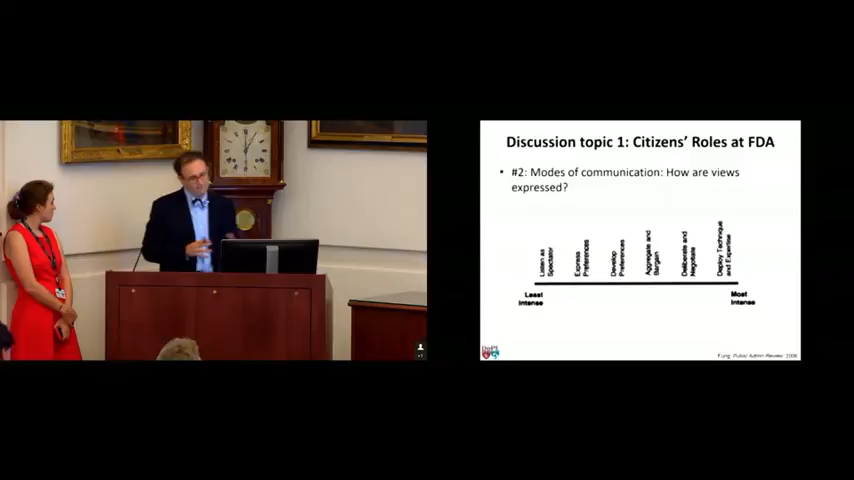 Discussion topic 1: Citizens' Roles at FDA
• #2: Modes of communication: How are views
expressed?
Listen as
Spectator
Express
Preferences
Develop
Preferences
Aggregate and
Bargain
Deliberate and
Negotiate
Deploy Technique
and Expertise
Least
Intense
Most
Intense
Fung, Public Admin Review